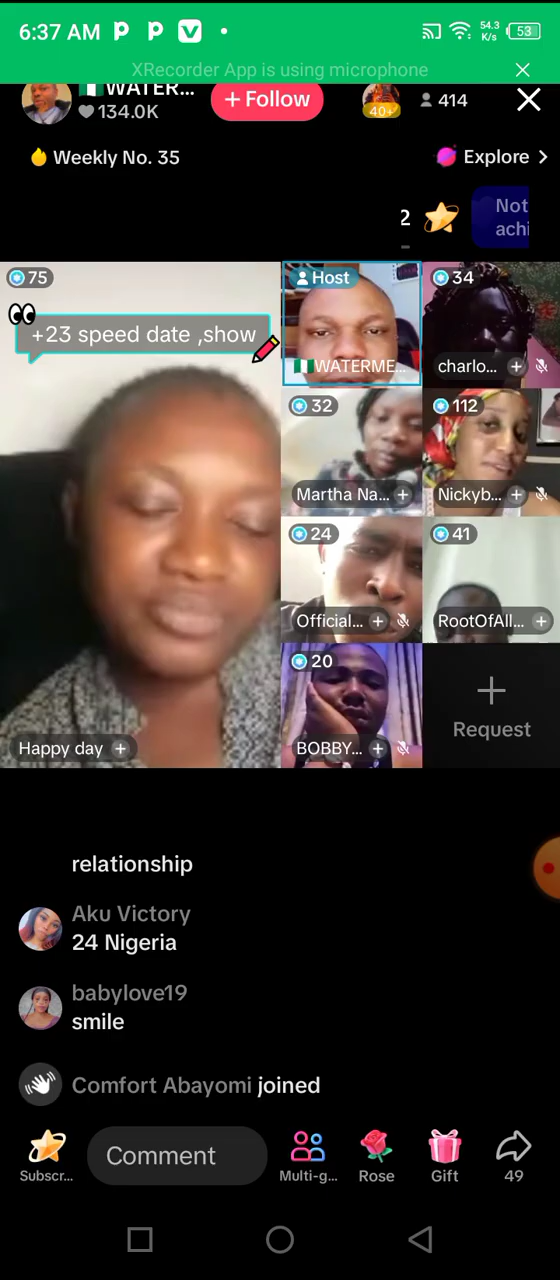 6:37 AM
54.3 K/s
53
XRecorder App is using microphone
WATER...
134.0K
+ Follow
40+
414
Weekly No. 35
Explore
2
Not
achi
75
+23 speed date ,show
Happy day
Host
WATERME...
34
charlo...
32
Martha Na...
112
Nickyb...
24
Official...
41
RootOfAll...
20
BOBBY...
Request
relationship
Aku Victory
24 Nigeria
babylove19
smile
Comfort Abayomi joined
Subscr...
Comment
Multi-g...
Rose
Gift
49